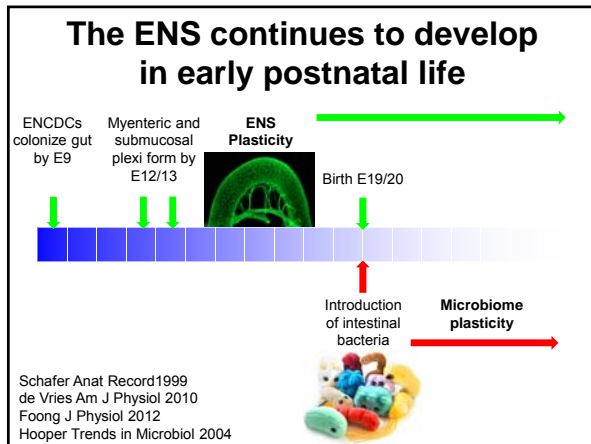 The ENS continues to develop
in early postnatal life
ENCDCs
colonize gut
by E9
Myenteric and
submucosal
plexi form by
E12/13
ENS
Plasticity
Birth E19/20
Introduction
of intestinal
bacteria
Microbiome
plasticity
Schafer Anat Record1999
de Vries Am J Physiol 2010
Foong J Physiol 2012
Hooper Trends in Microbiol 2004